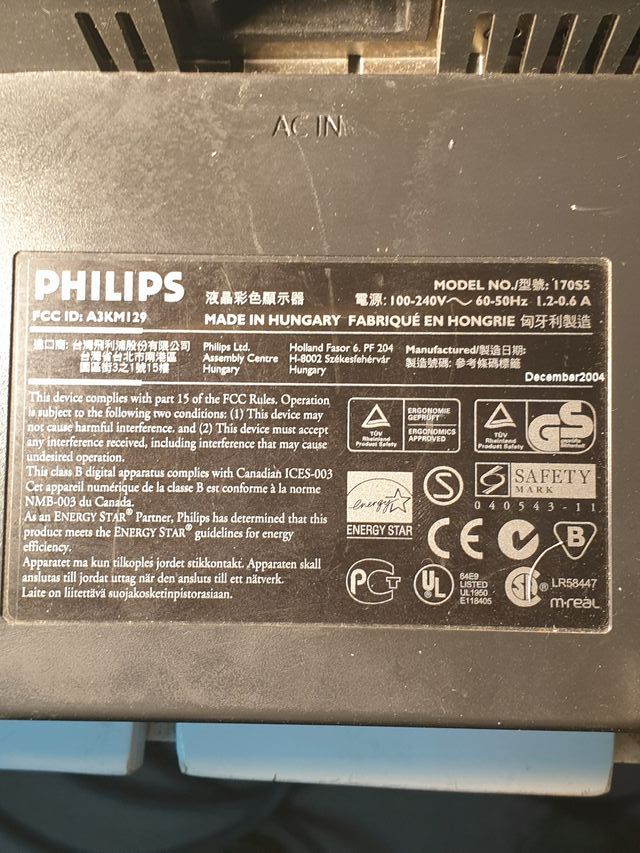 AC IN
PHILIPS
液晶彩色顯示器
MODEL NO./型號: 170S5
電源: 100-240V～ 60-50Hz 1.2-0.6 A
FCC ID: A3KM129
MADE IN HUNGARY FABRIQUÉ EN HONGRIE 匈牙利製造
進口商: 台灣飛利浦股份有限公司
台灣省台北市南港區
園區街3之1號15樓
Philips Ltd.
Assembly Centre
Hungary
Holland Fasor 6. PF 204
H-8002 Székesfehérvár
Hungary
Manufactured/製造日期:
製造號碼: 參考條碼標籤
December2004
This device complies with part 15 of the FCC Rules. Operation
is subject to the following two conditions: (1) This device may
not cause harmful interference, and (2) This device must accept
any interference received, including interference that may cause
undesired operation.
This class B digital apparatus complies with Canadian ICES-003
Cet appareil numérique de la classe B est conforme à la norme
NMB-003 du Canada.
As an ENERGY STAR® Partner, Philips has determined that this
product meets the ENERGY STAR® guidelines for energy
efficiency.
Apparatet ma kun tilkoples jordet stikkontakt. Apparaten skall
anslutas till jordat uttag när den ansluts till ett nätverk.
Laite on liitettävä suojakosketinpistorasiaan.
TÜV
Rheinland
Product Safety
ERGONOMIE
GEPRÜFT
ERGONOMICS
APPROVED
TÜV
Rheinland
Product Safety
GS
geprüfte
Sicherheit
energy
ENERGY STAR
S
SAFETY
MARK
040543-11
CE
B
PCT
UL
®
64E9
LISTED
UL1950
E118405
®
LR58447
m-real